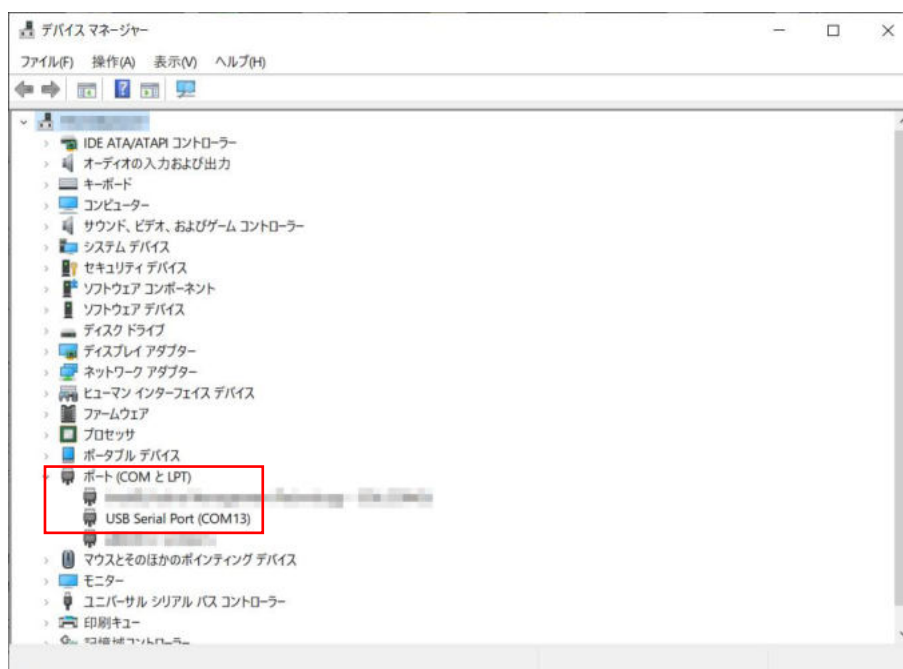 デバイス マネージャー
ファイル(F) 操作(A) 表示(V) ヘルプ(H)
IDE ATA/ATAPI コントローラー
オーディオの入力および出力
キーボード
コンピューター
サウンド、ビデオ、およびゲーム コントローラー
システム デバイス
セキュリティ デバイス
ソフトウェア コンポーネント
ソフトウェア デバイス
ディスク ドライブ
ディスプレイ アダプター
ネットワーク アダプター
ヒューマン インターフェイス デバイス
ファームウェア
プロセッサ
ポータブル デバイス
ポート (COM と LPT)
USB Serial Port (COM13)
マウスとそのほかのポインティング デバイス
モニター
ユニバーサル シリアル バス コントローラー
印刷キュー
記憶域コントローラー